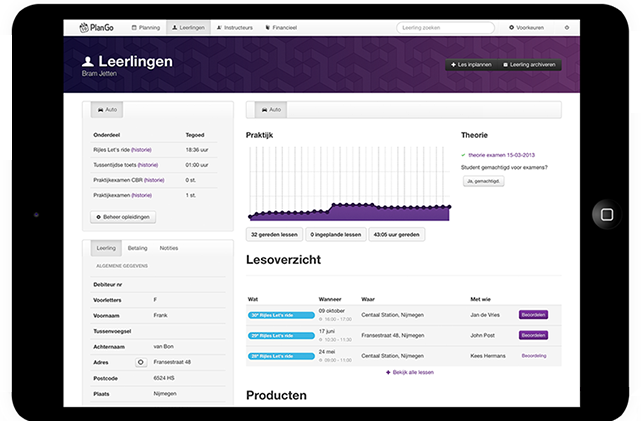 PlanGo Planning Leerlingen Instructeurs Financieel Leerling zoeken Voorkeuren
Leerlingen
Bram Jetten
Les inplannen Leerling archiveren
Auto
Onderdeel Tegoed
Rijles Let's ride (historie) 18:36 uur
Tussentijdse toets (historie) 01:00 uur
Praktijkexamen CBR (historie) 0 st.
Praktijkexamen (historie) 1 st.
Beheer opleidingen
Leerling Betaling Notities
ALGEMENE GEGEVENS
Debiteur nr
Voorletters F
Voornaam Frank
Tussenvoegsel
Achternaam van Bon
Adres Fransestraat 48
Postcode 6524 HS
Plaats Nijmegen
Auto
Praktijk
32 gereden lessen 0 ingeplande lessen 43:05 uur gereden
Theorie
theorie examen 15-03-2013
Student gemachtigd voor examens?
Ja, gemachtigd.
Lesoverzicht
Wat Wanneer Waar Met wie
30e Rijles Let's ride 09 oktober Centaal Station, Nijmegen Jan de Vries Beoordelen
16:00 - 17:00
29e Rijles Let's ride 17 juni Fransestraat 48, Nijmegen John Post Beoordelen
10:30 - 11:30
28e Rijles Let's ride 24 mei Centaal Station, Nijmegen Kees Hermans Beoordeling
09:00 - 11:00
Bekijk alle lessen
Producten